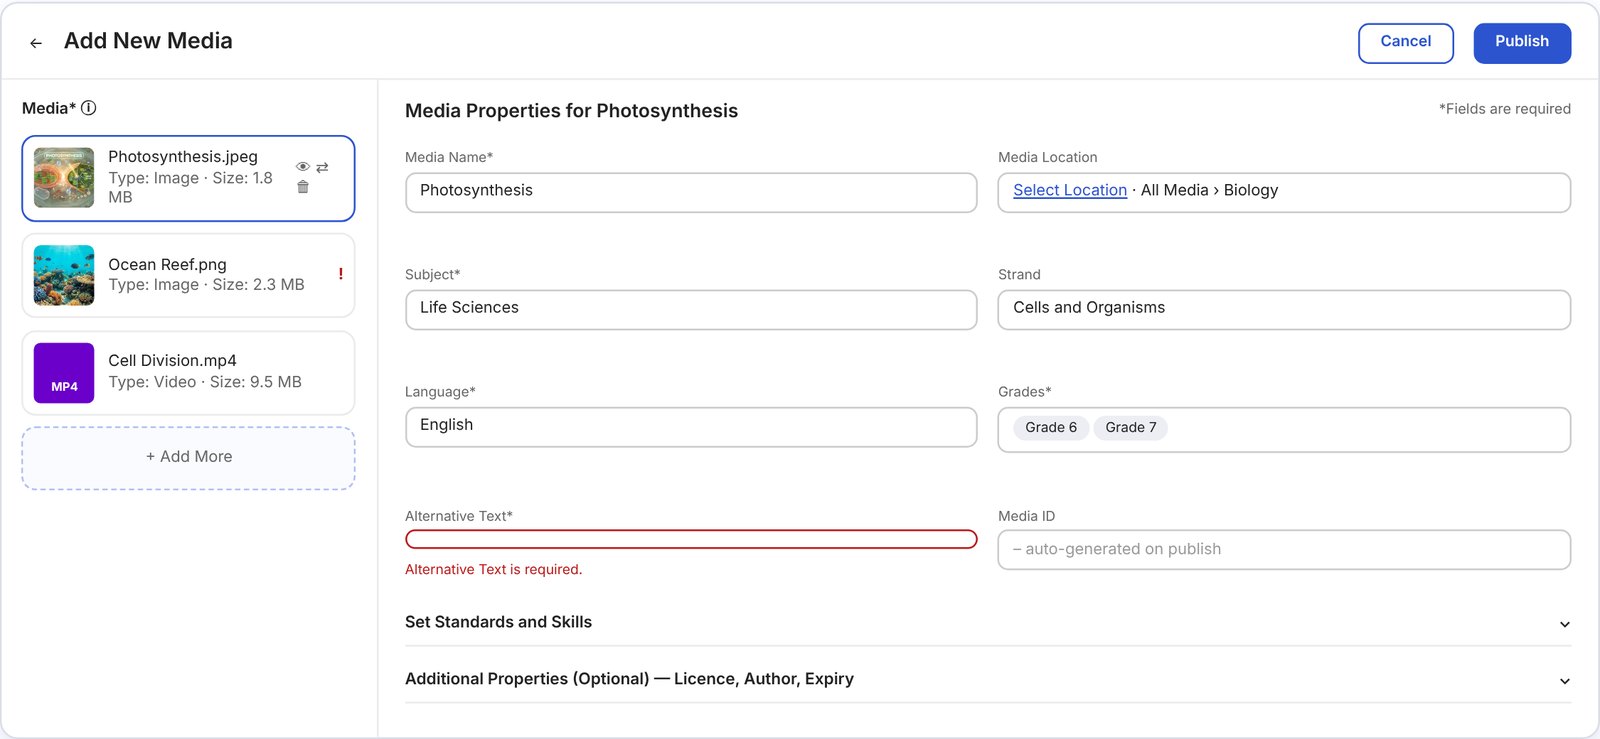 ← Add New Media
Cancel
Publish
Media* ⓘ
Photosynthesis.jpeg
Type: Image · Size: 1.8
MB
Ocean Reef.png
Type: Image · Size: 2.3 MB
!
MP4
Cell Division.mp4
Type: Video · Size: 9.5 MB
+ Add More
Media Properties for Photosynthesis
*Fields are required
Media Name*
Photosynthesis
Media Location
Select Location · All Media › Biology
Subject*
Life Sciences
Strand
Cells and Organisms
Language*
English
Grades*
Grade 6 Grade 7
Alternative Text*
Alternative Text is required.
Media ID
– auto-generated on publish
Set Standards and Skills
Additional Properties (Optional) — Licence, Author, Expiry